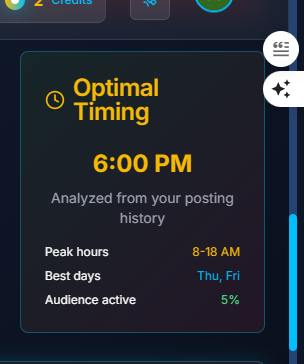 2 Credits
Optimal
Timing
6:00 PM
Analyzed from your posting
history
Peak hours 8-18 AM
Best days Thu, Fri
Audience active 5%